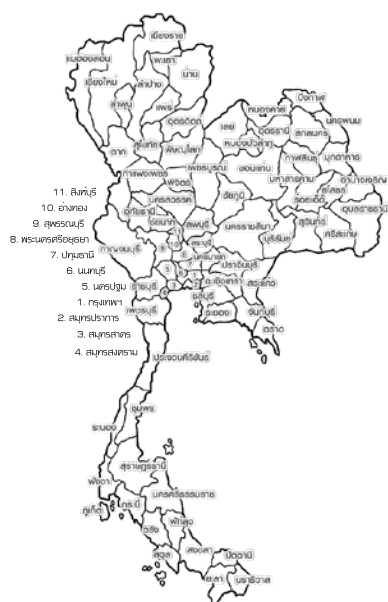 เชียงราย
แม่ฮ่องสอน
พะเยา
เชียงใหม่
น่าน
ลำปาง
ลำพูน
แพร่
อุตรดิตถ์
สุโขทัย
ตาก
พิษณุโลก
กำแพงเพชร
พิจิตร
เพชรบูรณ์
นครสวรรค์
อุทัยธานี
ชัยนาท
ลพบุรี
สระบุรี
กาญจนบุรี
นครนายก
ราชบุรี
เพชรบุรี
บึงกาฬ
หนองคาย
เลย
อุดรธานี
นครพนม
สกลนคร
หนองบัวลำภู
ขอนแก่น
กาฬสินธุ์
มุกดาหาร
มหาสารคาม
ชัยภูมิ
ร้อยเอ็ด
ยโสธร
อำนาจเจริญ
อุบลราชธานี
นครราชสีมา
บุรีรัมย์
สุรินทร์
ศรีสะเกษ
ปราจีนบุรี
สระแก้ว
ฉะเชิงเทรา
ชลบุรี
ระยอง
จันทบุรี
ตราด
11. สิงห์บุรี
10. อ่างทอง
9. สุพรรณบุรี
8. พระนครศรีอยุธยา
7. ปทุมธานี
6. นนทบุรี
5. นครปฐม
1. กรุงเทพฯ
2. สมุทรปราการ
3. สมุทรสาคร
4. สมุทรสงคราม
ประจวบคีรีขันธ์
ชุมพร
ระนอง
สุราษฎร์ธานี
พังงา
นครศรีธรรมราช
ภูเก็ต
กระบี่
ตรัง
พัทลุง
สตูล
สงขลา
ปัตตานี
ยะลา
นราธิวาส